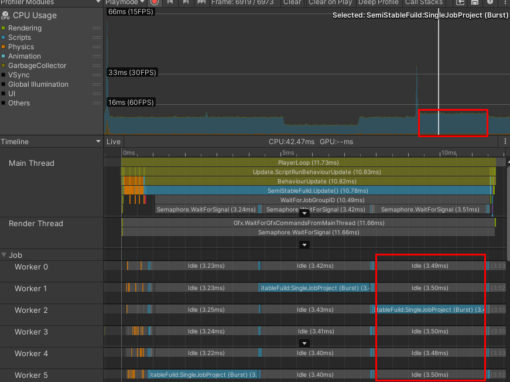 Profiler Modules
Playmode
Frame: 6919 / 6973
Clear
Clear on Play
Deep Profile
Call Stacks
CPU Usage
66ms (15FPS)
Selected: SemiStableFuild:SingleJobProject (Burst)
Rendering
Scripts
Physics
Animation
GarbageCollector
VSync
Global Illumination
UI
Others
33ms (30FPS)
16ms (60FPS)
Timeline
Live
CPU:42.47ms GPU:--ms
0ms
5ms
10ms
Main Thread
PlayerLoop (11.73ms)
Update.ScriptRunBehaviourUpdate (10.83ms)
BehaviourUpdate (10.82ms)
SemiStableFuild.Update() (10.78ms)
WaitForJobGroupID (10.49ms)
Semaphore.WaitForSignal (3.24ms)
Semaphore.WaitForSignal (3.42ms)
Semaphore.WaitForSignal (3.51ms)
Render Thread
Gfx.WaitForGfxCommandsFromMainThread (11.66ms)
Semaphore.WaitForSignal (11.66ms)
Job
Worker 0
Idle (3.23ms)
Idle (3.42ms)
Idle (3.49ms)
Worker 1
Idle (3.23ms)
itableFuild:SingleJobProject (Burst) (3.4
Idle (3.50ms)
Worker 2
Idle (3.25ms)
Idle (3.43ms)
itableFuild:SingleJobProject (Burst) (3.4
Worker 3
Idle (3.24ms)
Idle (3.41ms)
Idle (3.50ms)
Worker 4
Idle (3.22ms)
Idle (3.40ms)
Idle (3.48ms)
Worker 5
itableFuild:SingleJobProject (Burst) (3.
Idle (3.40ms)
Idle (3.50ms)